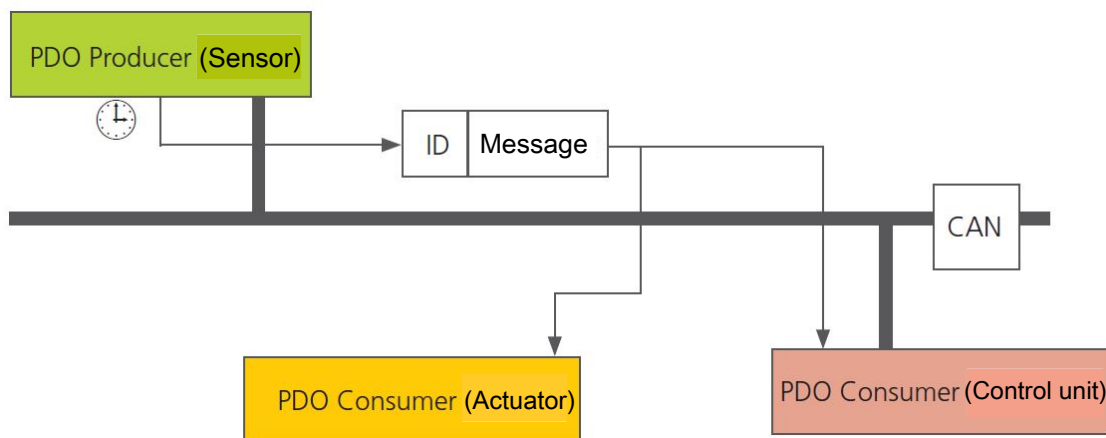 PDO Producer (Sensor)
ID Message
CAN
PDO Consumer (Actuator)
PDO Consumer (Control unit)